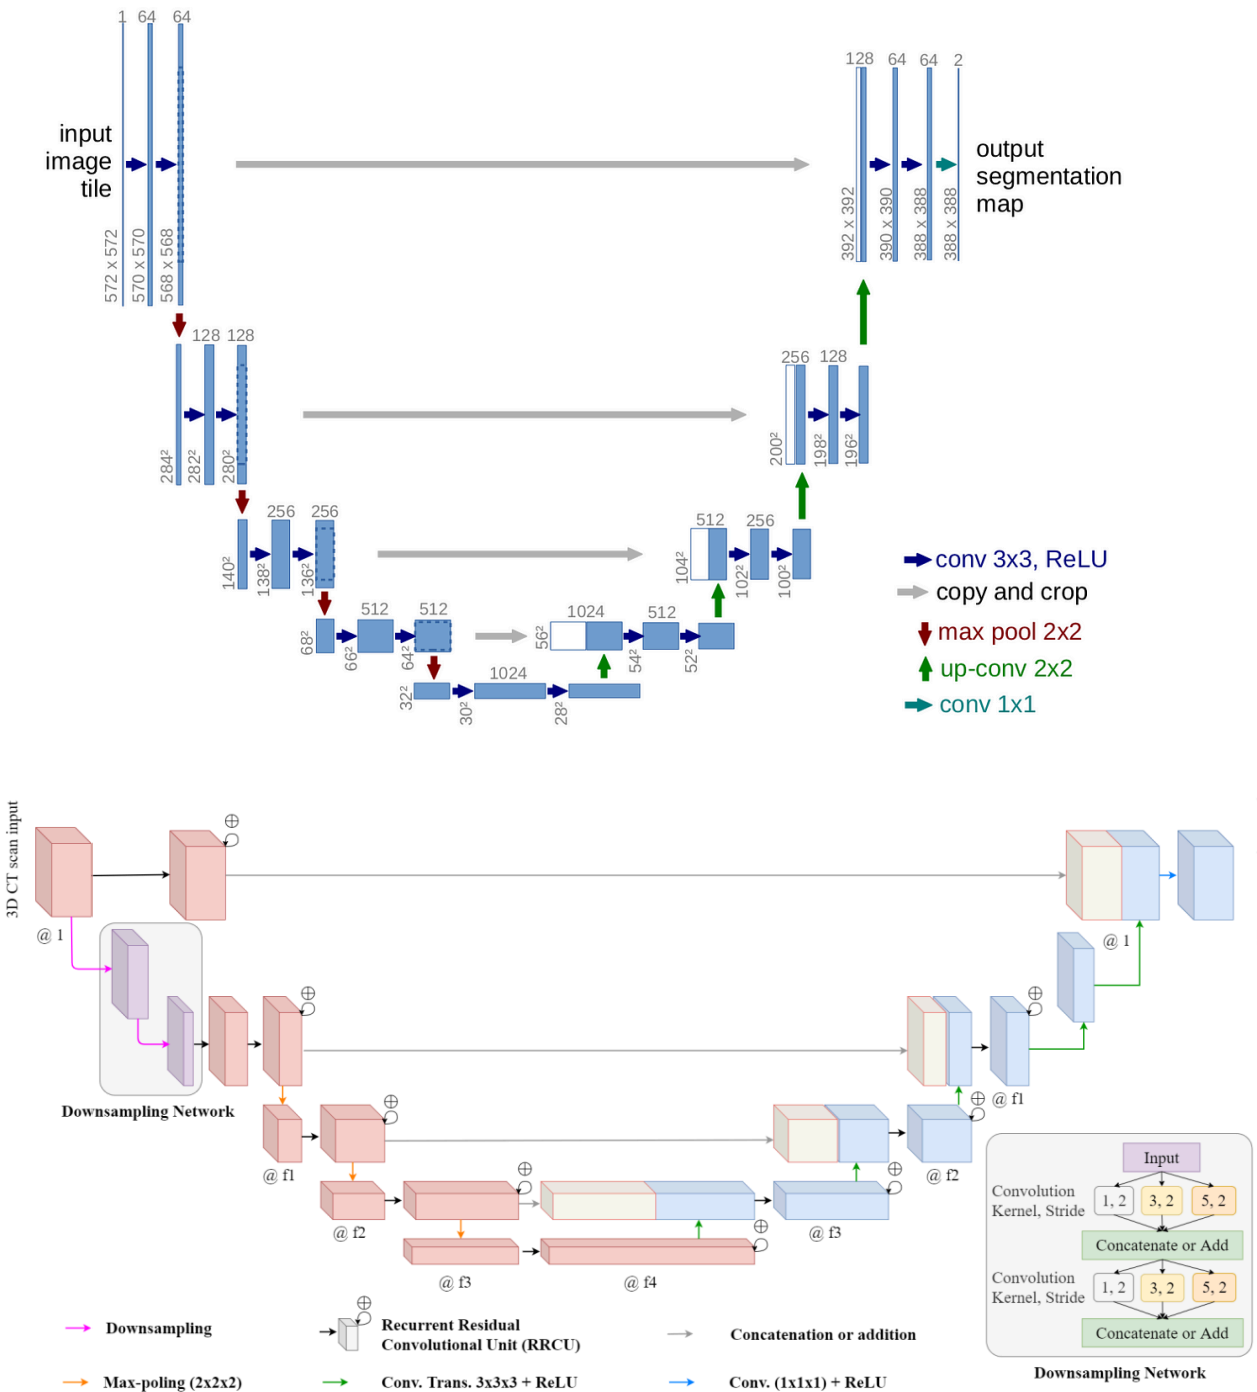 1 64 64
input
image
tile
572 x 572
570 x 570
568 x 568
128 64 64 2
output
segmentation
map
392 x 392
390 x 390
388 x 388
388 x 388
128 128
284²
282²
280²
256 128
200²
198²
196²
256 256
140²
138²
136²
512 256
104²
102²
100²
512 512
68²
66²
64²
1024 512
56²
54²
52²
1024
32²
30²
28²
conv 3x3, ReLU
copy and crop
max pool 2x2
up-conv 2x2
conv 1x1
3D CT scan input
@ 1
@ 1
Downsampling Network
@ f1
@ f1
@ f2
@ f2
@ f3
@ f3
@ f4
Input
Convolution
Kernel, Stride
1, 2 3, 2 5, 2
Concatenate or Add
Convolution
Kernel, Stride
1, 2 3, 2 5, 2
Concatenate or Add
Downsampling Network
Downsampling
Recurrent Residual
Convolutional Unit (RRCU)
Concatenation or addition
Max-poling (2x2x2)
Conv. Trans. 3x3x3 + ReLU
Conv. (1x1x1) + ReLU